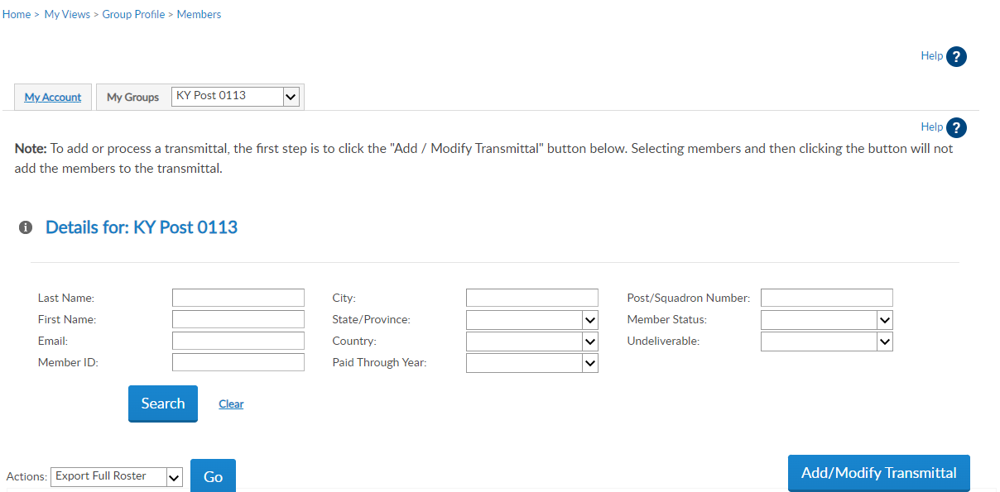 Home > My Views > Group Profile > Members
Help ?
My Account My Groups KY Post 0113
Help ?
Note: To add or process a transmittal, the first step is to click the "Add / Modify Transmittal" button below. Selecting members and then clicking the button will not
add the members to the transmittal.
i Details for: KY Post 0113
Last Name: City: Post/Squadron Number:
First Name: State/Province: Member Status:
Email: Country: Undeliverable:
Member ID: Paid Through Year:
Search Clear
Actions: Export Full Roster Go Add/Modify Transmittal